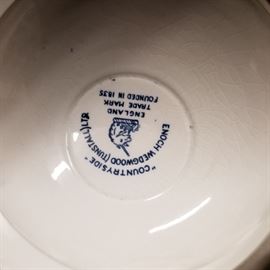 "COUNTRYSIDE"
ENOCH WEDGWOOD (TUNSTALL) LTD
ENGLAND
TRADE MARK
FOUNDED IN 1835